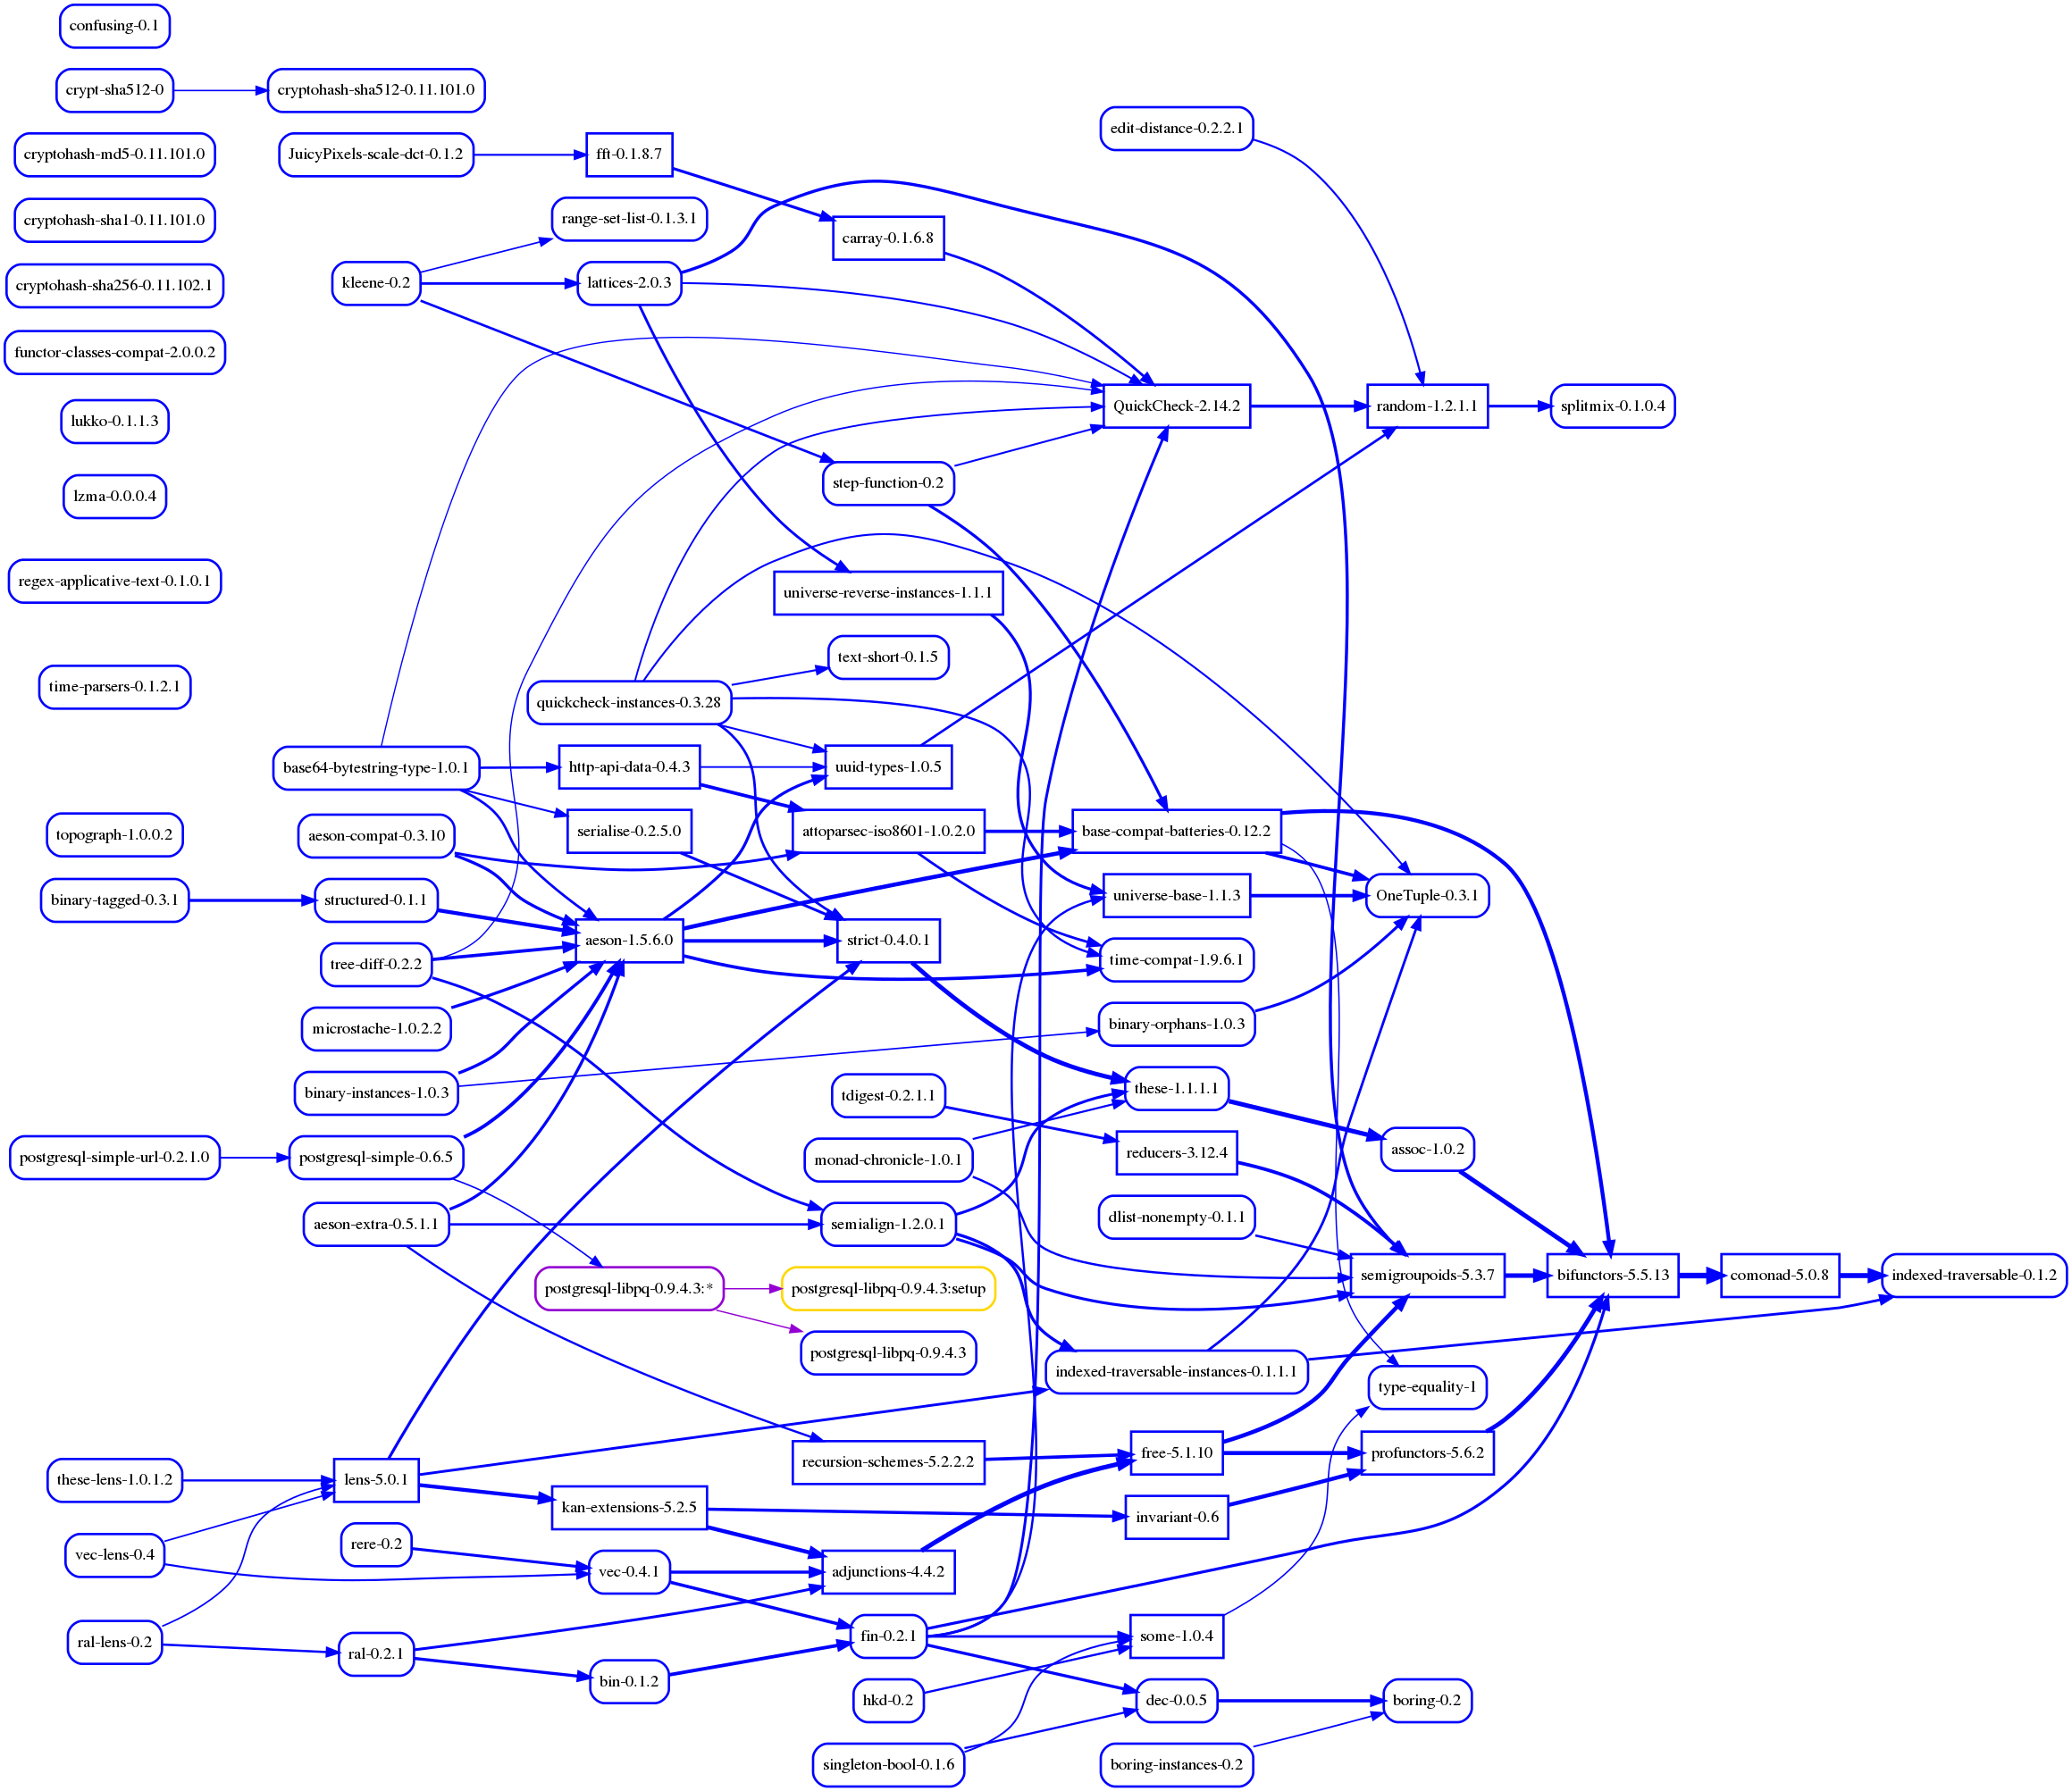 confusing-0.1
crypt-sha512-0
cryptohash-sha512-0.11.101.0
edit-distance-0.2.2.1
cryptohash-md5-0.11.101.0
JuicyPixels-scale-dct-0.1.2
fft-0.1.8.7
cryptohash-sha1-0.11.101.0
range-set-list-0.1.3.1
carray-0.1.6.8
cryptohash-sha256-0.11.102.1
kleene-0.2
lattices-2.0.3
functor-classes-compat-2.0.0.2
lukko-0.1.1.3
QuickCheck-2.14.2
random-1.2.1.1
splitmix-0.1.0.4
lzma-0.0.0.4
step-function-0.2
regex-applicative-text-0.1.0.1
universe-reverse-instances-1.1.1
time-parsers-0.1.2.1
quickcheck-instances-0.3.28
text-short-0.1.5
base64-bytestring-type-1.0.1
http-api-data-0.4.3
uuid-types-1.0.5
topograph-1.0.0.2
aeson-compat-0.3.10
serialise-0.2.5.0
attoparsec-iso8601-1.0.2.0
base-compat-batteries-0.12.2
binary-tagged-0.3.1
structured-0.1.1
universe-base-1.1.3
OneTuple-0.3.1
tree-diff-0.2.2
aeson-1.5.6.0
strict-0.4.0.1
time-compat-1.9.6.1
microstache-1.0.2.2
binary-orphans-1.0.3
binary-instances-1.0.3
tdigest-0.2.1.1
these-1.1.1.1
postgresql-simple-url-0.2.1.0
postgresql-simple-0.6.5
monad-chronicle-1.0.1
reducers-3.12.4
assoc-1.0.2
aeson-extra-0.5.1.1
semialign-1.2.0.1
dlist-nonempty-0.1.1
postgresql-libpq-0.9.4.3:*
postgresql-libpq-0.9.4.3:setup
semigroupoids-5.3.7
bifunctors-5.5.13
comonad-5.0.8
indexed-traversable-0.1.2
postgresql-libpq-0.9.4.3
indexed-traversable-instances-0.1.1.1
type-equality-1
these-lens-1.0.1.2
lens-5.0.1
recursion-schemes-5.2.2.2
free-5.1.10
profunctors-5.6.2
kan-extensions-5.2.5
invariant-0.6
vec-lens-0.4
rere-0.2
vec-0.4.1
adjunctions-4.4.2
ral-lens-0.2
ral-0.2.1
fin-0.2.1
some-1.0.4
bin-0.1.2
hkd-0.2
dec-0.0.5
boring-0.2
singleton-bool-0.1.6
boring-instances-0.2